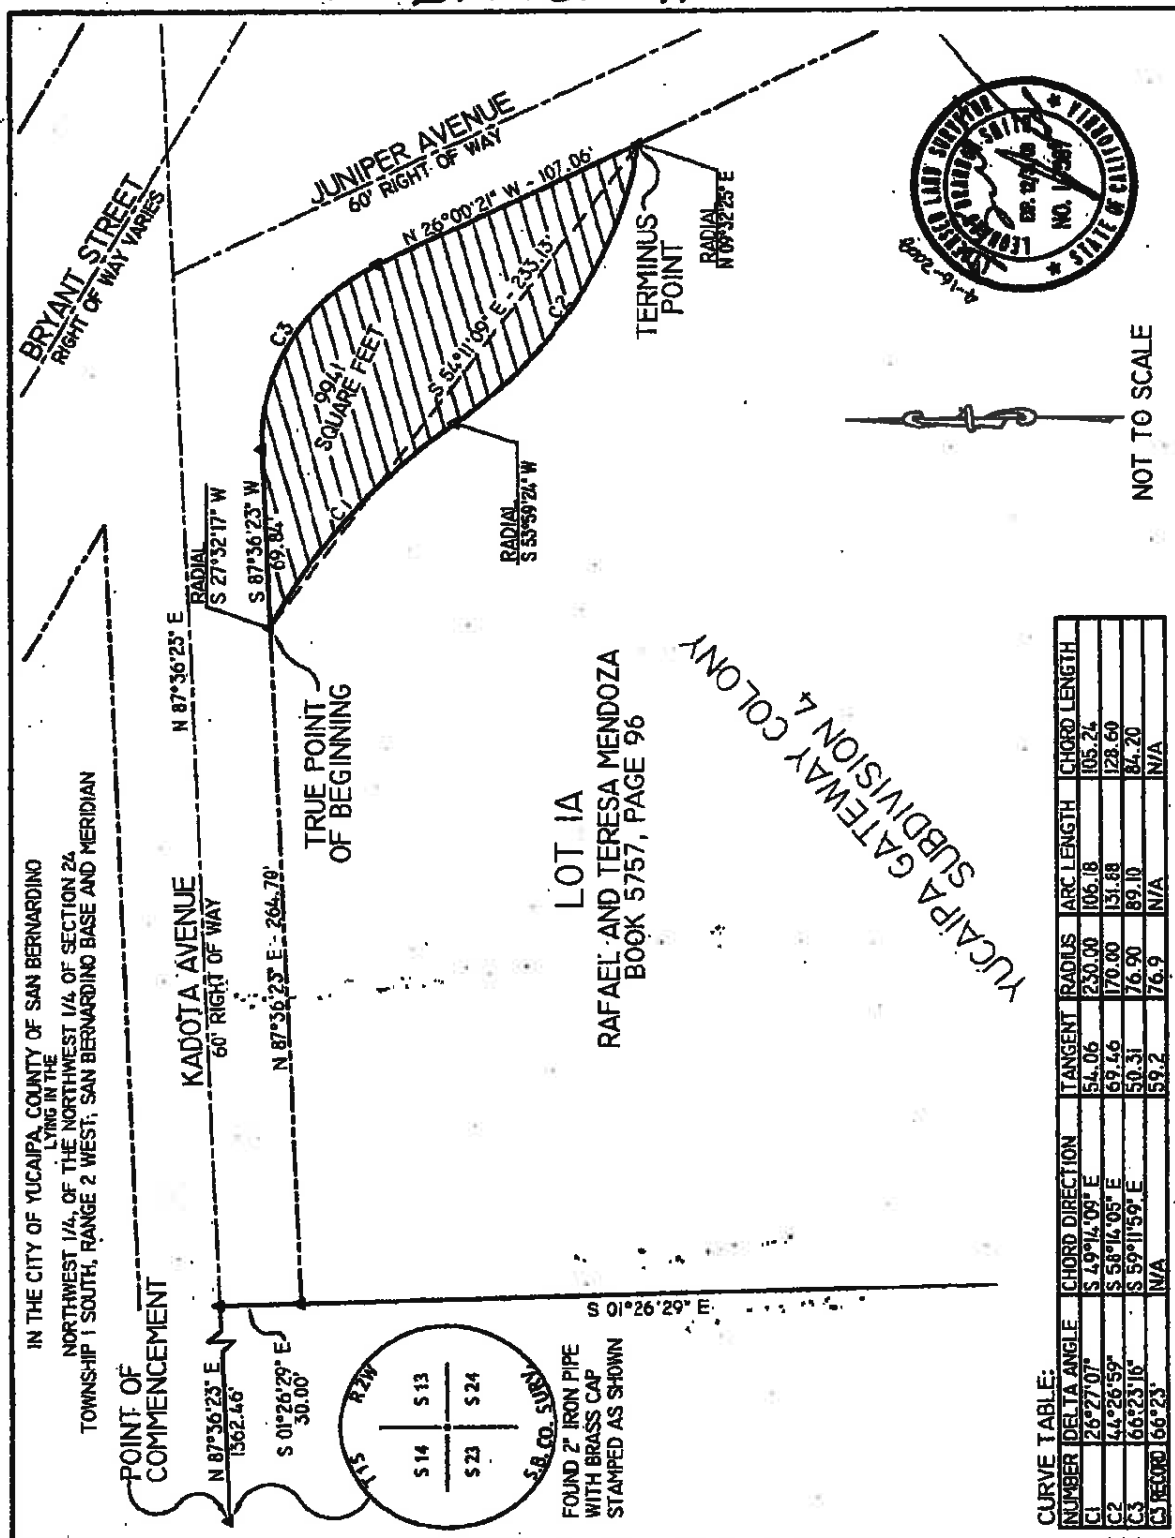 IN THE CITY OF YUCAIPA, COUNTY OF SAN BERNARDINO
LYING IN THE
NORTHWEST 1/4, OF THE NORTHWEST 1/4 OF SECTION 24
TOWNSHIP 1 SOUTH, RANGE 2 WEST, SAN BERNARDINO BASE AND MERIDIAN
POINT OF
COMMENCEMENT
N 87°36'23" E
1362.46'
S 01°26'29" E
30.00'
T1S R2W
S 14 S 13
S 23 S 24
S.B. CO. SURV.
FOUND 2" IRON PIPE
WITH BRASS CAP
STAMPED AS SHOWN
KADOTA AVENUE
60' RIGHT OF WAY
N 87°36'23" E
N 87°36'23" E - 264.70'
BRYANT STREET
RIGHT OF WAY VARIES
JUNIPER AVENUE
60' RIGHT OF WAY
RADIAL
S 27°32'17" W
S 87°36'23" W
69.84'
TRUE POINT
OF BEGINNING
C3
9941
SQUARE FEET
C1
N 26°00'21" W - 107.06'
S 54°11'09" E - 233.13'
C2
RADIAL
S 53°59'24" W
TERMINUS
POINT
RADIAL
N 09°32'25" E
S 01°26'29" E
LOT 1A
RAFAEL AND TERESA MENDOZA
BOOK 5757, PAGE 96
YUCAIPA GATEWAY COLONY
SUBDIVISION 4
NOT TO SCALE
4-16-2009
LAND SURVEYOR
SMITH
NO.
STATE OF CALIFORNIA
CURVE TABLE:
NUMBER DELTA ANGLE CHORD DIRECTION TANGENT RADIUS ARC LENGTH CHORD LENGTH
C1 26°27'07" S 49°14'09" E 54.06 230.00 106.18 105.24
C2 44°26'59" S 58°14'05" E 69.46 170.00 131.88 128.60
C3 66°23'16" S 59°11'59" E 50.31 76.90 89.10 84.20
C3 RECORD 66°23' N/A 59.2 76.9 N/A N/A